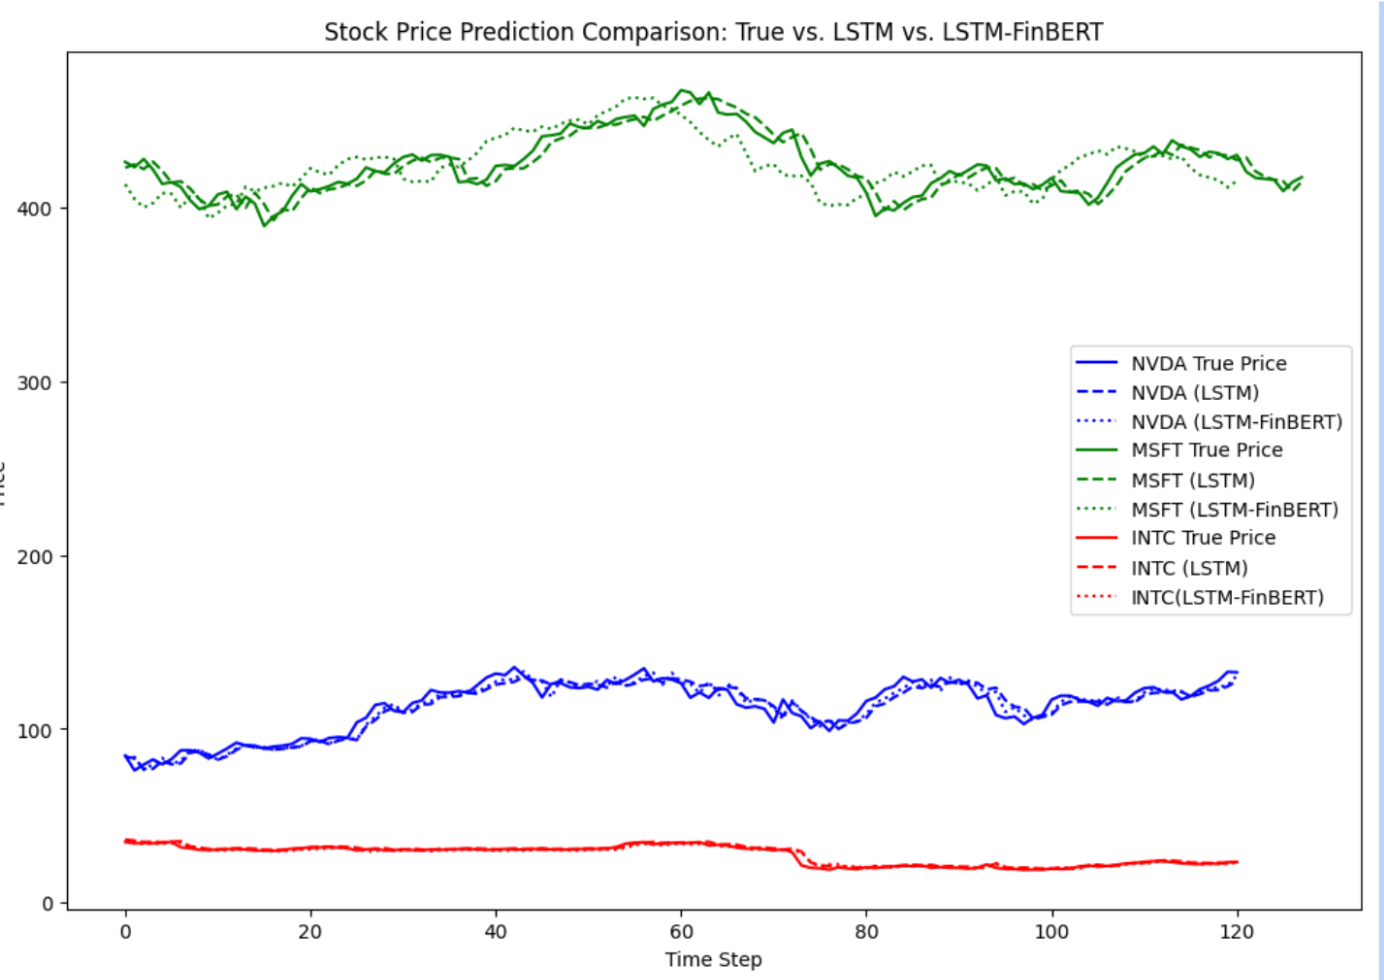 Stock Price Prediction Comparison: True vs. LSTM vs. LSTM-FinBERT
400
300
200
100
0
NVDA True Price
NVDA (LSTM)
NVDA (LSTM-FinBERT)
MSFT True Price
MSFT (LSTM)
MSFT (LSTM-FinBERT)
INTC True Price
INTC (LSTM)
INTC(LSTM-FinBERT)
0 20 40 60 80 100 120
Time Step